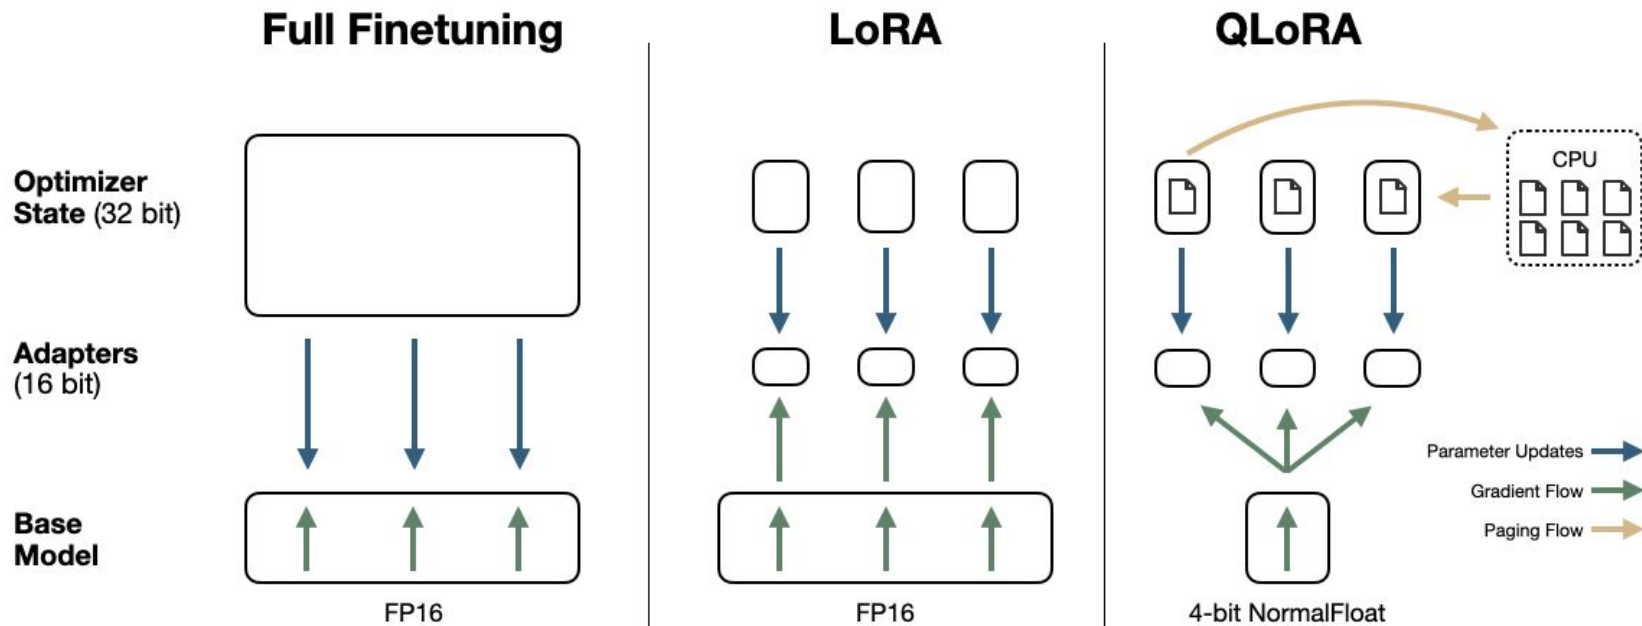 Full Finetuning
LoRA
QLoRA
Optimizer
State (32 bit)
CPU
Adapters
(16 bit)
Parameter Updates
Gradient Flow
Paging Flow
Base
Model
FP16
FP16
4-bit NormalFloat